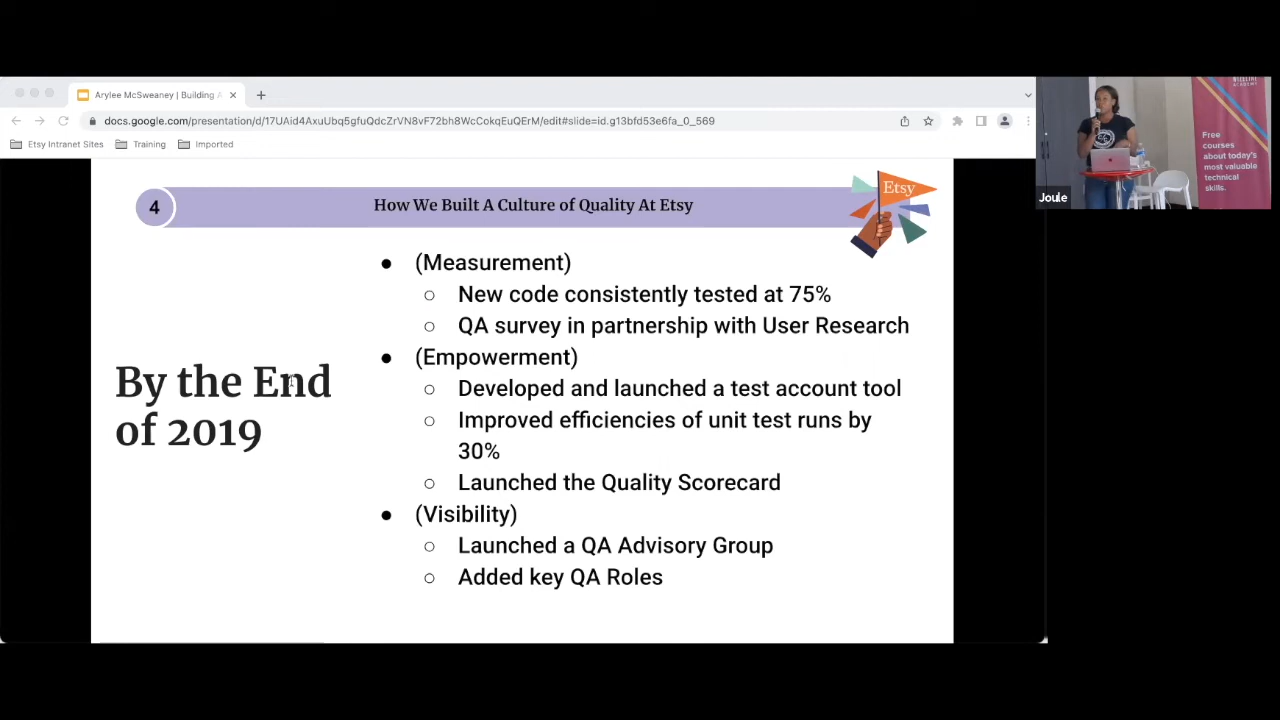 Arylee McSweaney | Building A
docs.google.com/presentation/d/17UAid4AxuUbq5gfuQdcZrVN8vF72bh8WcCokqEuQErM/edit#slide=id.g13bfd53e6fa_0_569
Etsy Intranet Sites
Training
Imported
4
How We Built A Culture of Quality At Etsy
Etsy
By the End
of 2019
● (Measurement)
○ New code consistently tested at 75%
○ QA survey in partnership with User Research
● (Empowerment)
○ Developed and launched a test account tool
○ Improved efficiencies of unit test runs by
30%
○ Launched the Quality Scorecard
● (Visibility)
○ Launched a QA Advisory Group
○ Added key QA Roles
Free
courses
about today's
most valuable
technical
skills.
Joule